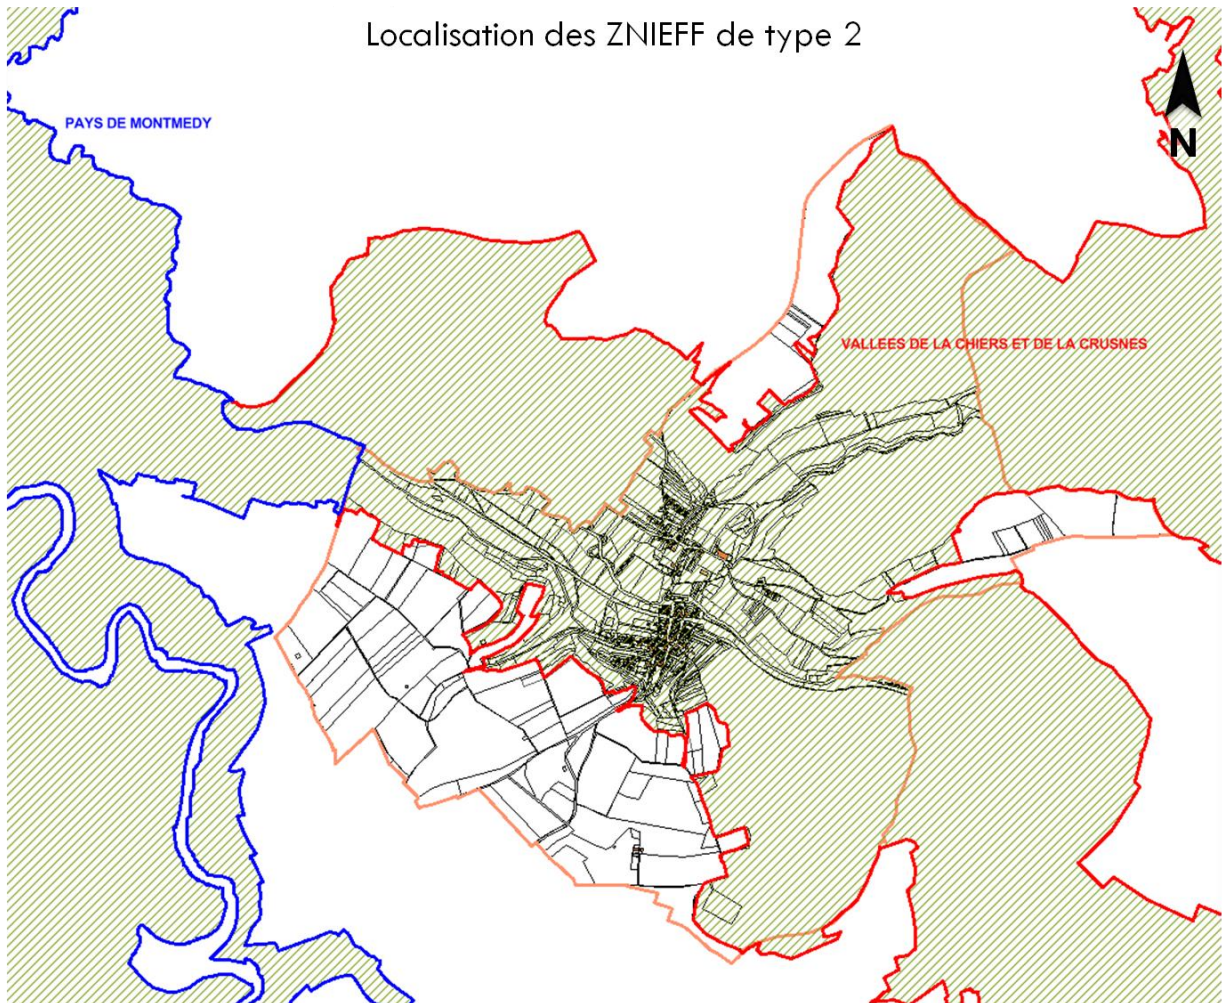 Localisation des ZNIEFF de type 2
PAYS DE MONTMEDY
N
VALLEES DE LA CHIERS ET DE LA CRUSNES